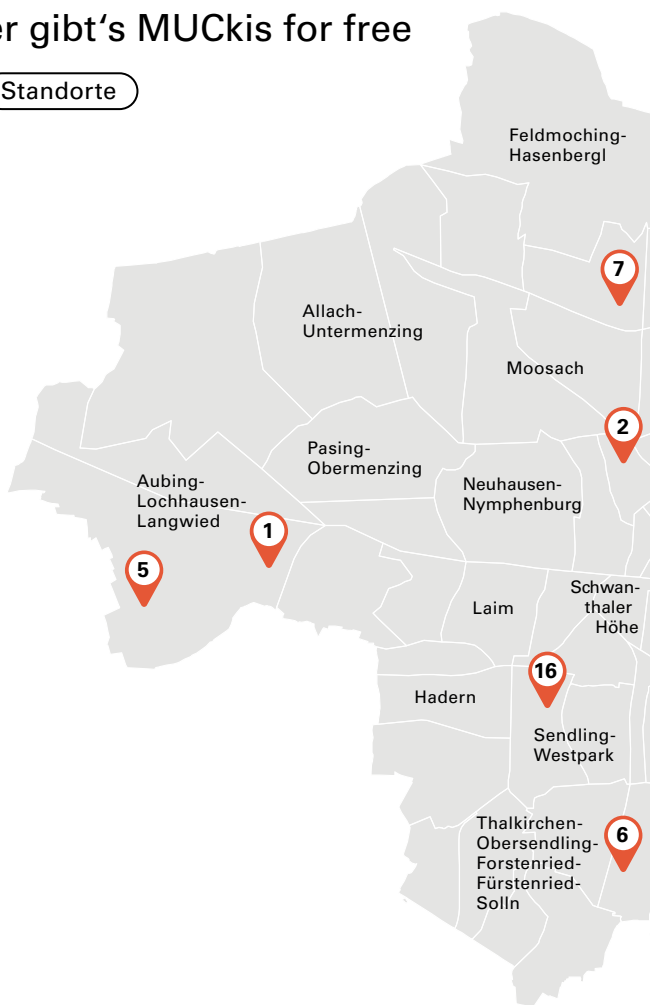 er gibt‘s MUCkis for free
Standorte
Feldmoching-
Hasenbergl
7
Allach-
Untermenzing
Moosach
2
Pasing-
Obermenzing
Aubing-
Lochhausen-
Langwied
Neuhausen-
Nymphenburg
1
5
Schwan-
thaler
Höhe
Laim
16
Hadern
Sendling-
Westpark
Thalkirchen-
Obersendling-
Forstenried-
Fürstenried-
Solln
6